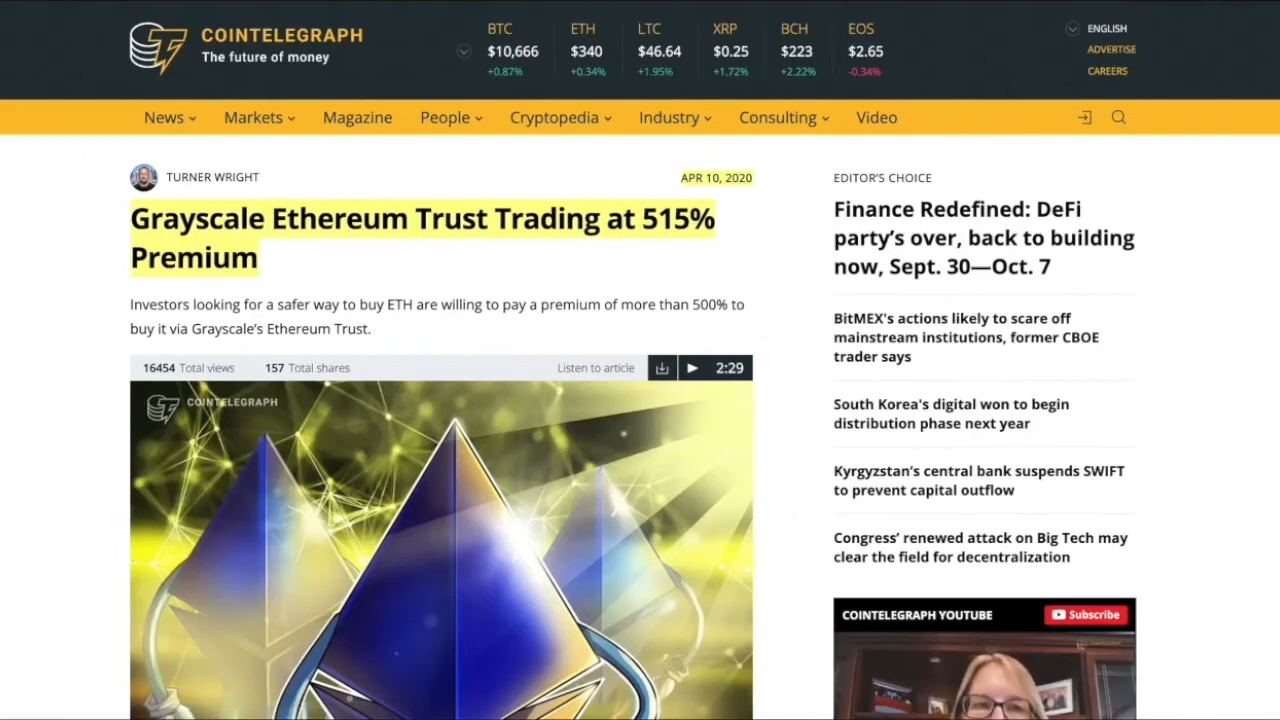 COINTELEGRAPH
The future of money
BTC
$10,666
+0.87%
ETH
$340
+0.34%
LTC
$46.64
+1.95%
XRP
$0.25
+1.72%
BCH
$223
+2.22%
EOS
$2.65
-0.34%
ENGLISH
ADVERTISE
CAREERS
News
Markets
Magazine
People
Cryptopedia
Industry
Consulting
Video
TURNER WRIGHT
APR 10, 2020
Grayscale Ethereum Trust Trading at 515%
Premium
Investors looking for a safer way to buy ETH are willing to pay a premium of more than 500% to
buy it via Grayscale's Ethereum Trust.
16454 Total views
157 Total shares
Listen to article
2:29
COINTELEGRAPH
EDITOR'S CHOICE
Finance Redefined: DeFi
party's over, back to building
now, Sept. 30—Oct. 7
BitMEX's actions likely to scare off
mainstream institutions, former CBOE
trader says
South Korea's digital won to begin
distribution phase next year
Kyrgyzstan's central bank suspends SWIFT
to prevent capital outflow
Congress' renewed attack on Big Tech may
clear the field for decentralization
COINTELEGRAPH YOUTUBE
Subscribe